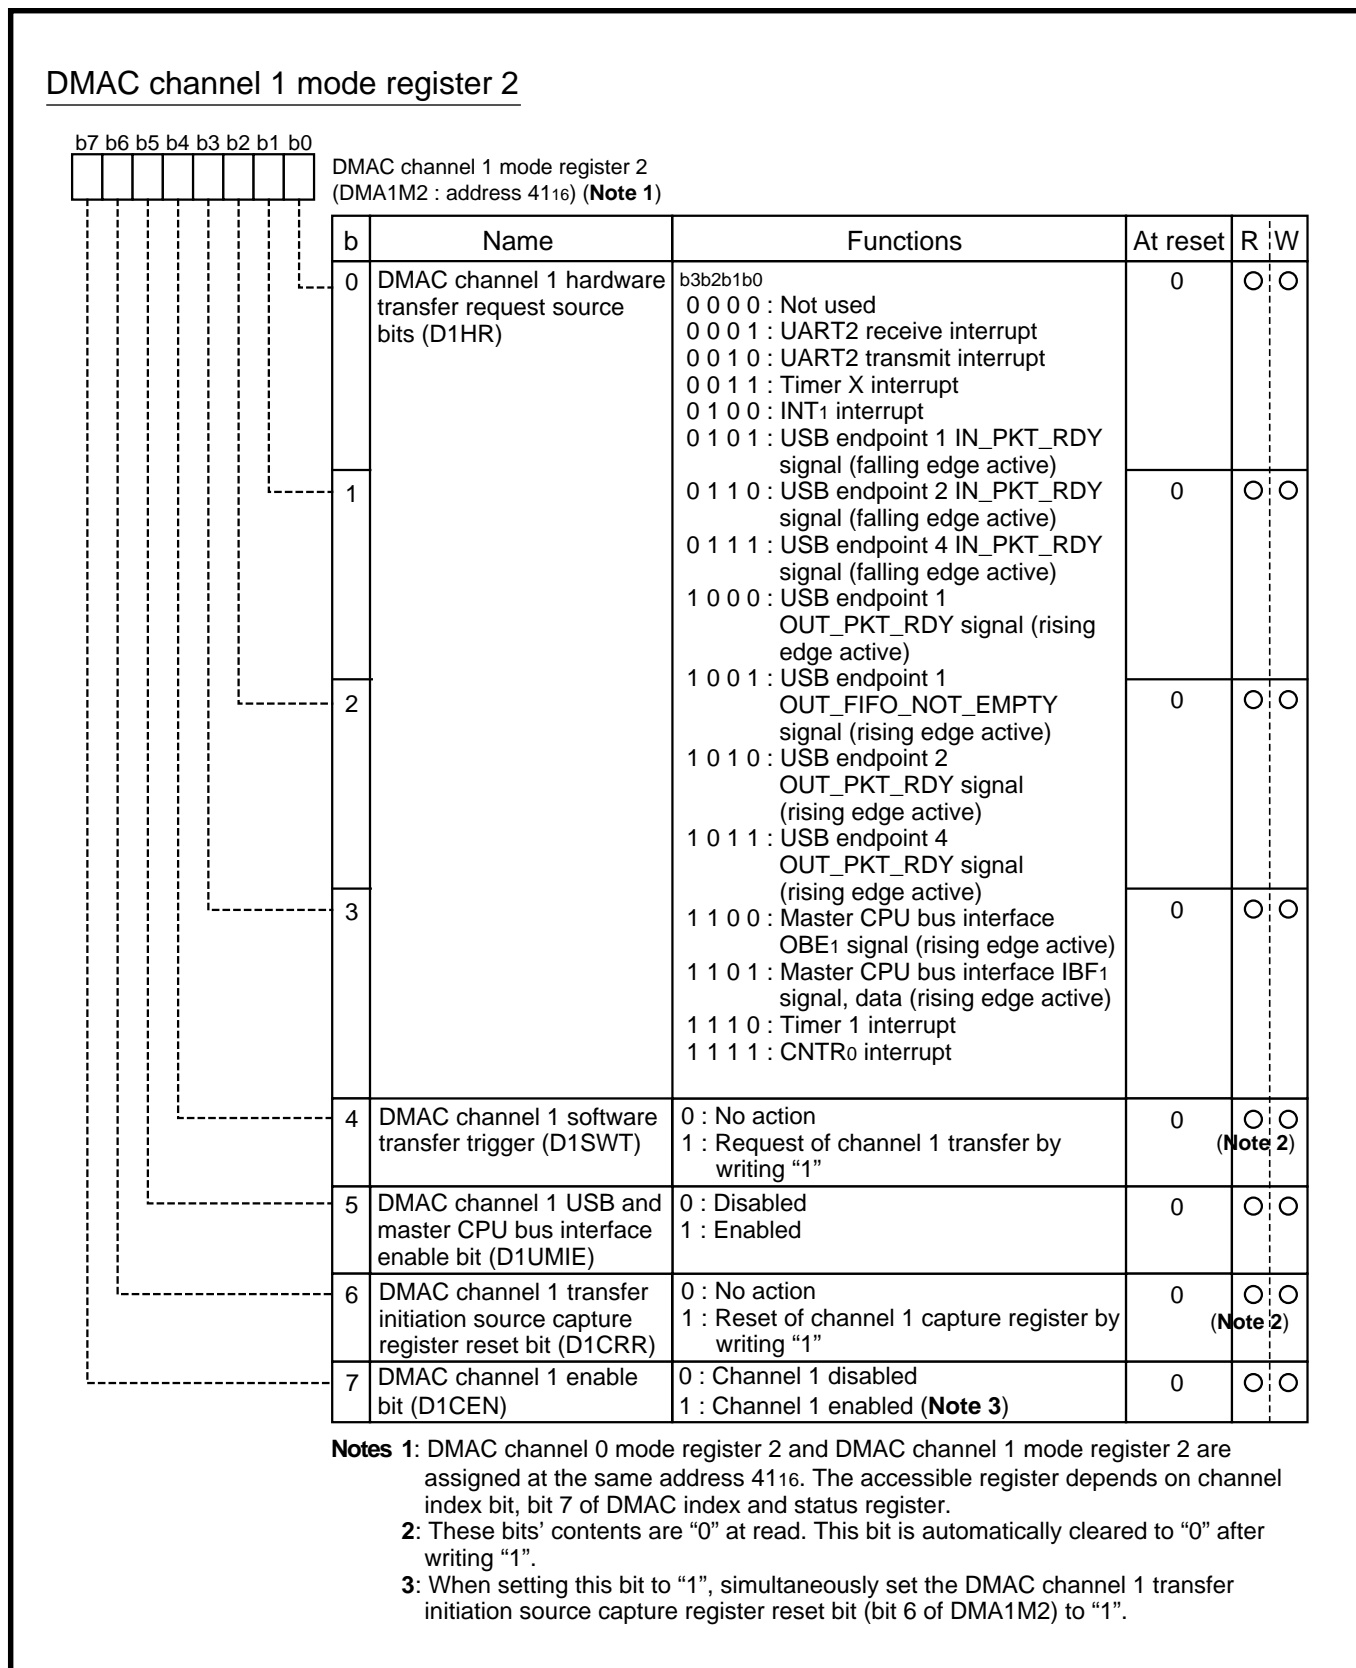 DMAC channel 1 mode register 2
b7 b6 b5 b4 b3 b2 b1 b0
DMAC channel 1 mode register 2
(DMA1M2 : address 4116) (Note 1)
b Name Functions At reset R W
0 DMAC channel 1 hardware b3b2b1b0 0
transfer request source 0 0 0 0 : Not used
bits (D1HR) 0 0 0 1 : UART2 receive interrupt
0 0 1 0 : UART2 transmit interrupt
0 0 1 1 : Timer X interrupt
0 1 0 0 : INT1 interrupt
0 1 0 1 : USB endpoint 1 IN_PKT_RDY
signal (falling edge active)
1 0 1 1 0 : USB endpoint 2 IN_PKT_RDY 0
signal (falling edge active)
0 1 1 1 : USB endpoint 4 IN_PKT_RDY
signal (falling edge active)
1 0 0 0 : USB endpoint 1
OUT_PKT_RDY signal (rising
edge active)
1 0 0 1 : USB endpoint 1
2 OUT_FIFO_NOT_EMPTY 0
signal (rising edge active)
1 0 1 0 : USB endpoint 2
OUT_PKT_RDY signal
(rising edge active)
1 0 1 1 : USB endpoint 4
OUT_PKT_RDY signal
(rising edge active)
3 1 1 0 0 : Master CPU bus interface 0
OBE1 signal (rising edge active)
1 1 0 1 : Master CPU bus interface IBF1
signal, data (rising edge active)
1 1 1 0 : Timer 1 interrupt
1 1 1 1 : CNTR0 interrupt
4 DMAC channel 1 software 0 : No action 0
transfer trigger (D1SWT) 1 : Request of channel 1 transfer by (Note 2)
writing “1”
5 DMAC channel 1 USB and 0 : Disabled 0
master CPU bus interface 1 : Enabled
enable bit (D1UMIE)
6 DMAC channel 1 transfer 0 : No action 0
initiation source capture 1 : Reset of channel 1 capture register by (Note 2)
register reset bit (D1CRR) writing “1”
7 DMAC channel 1 enable 0 : Channel 1 disabled 0
bit (D1CEN) 1 : Channel 1 enabled (Note 3)
Notes 1: DMAC channel 0 mode register 2 and DMAC channel 1 mode register 2 are
assigned at the same address 4116. The accessible register depends on channel
index bit, bit 7 of DMAC index and status register.
2: These bits’ contents are “0” at read. This bit is automatically cleared to “0” after
writing “1”.
3: When setting this bit to “1”, simultaneously set the DMAC channel 1 transfer
initiation source capture register reset bit (bit 6 of DMA1M2) to “1”.